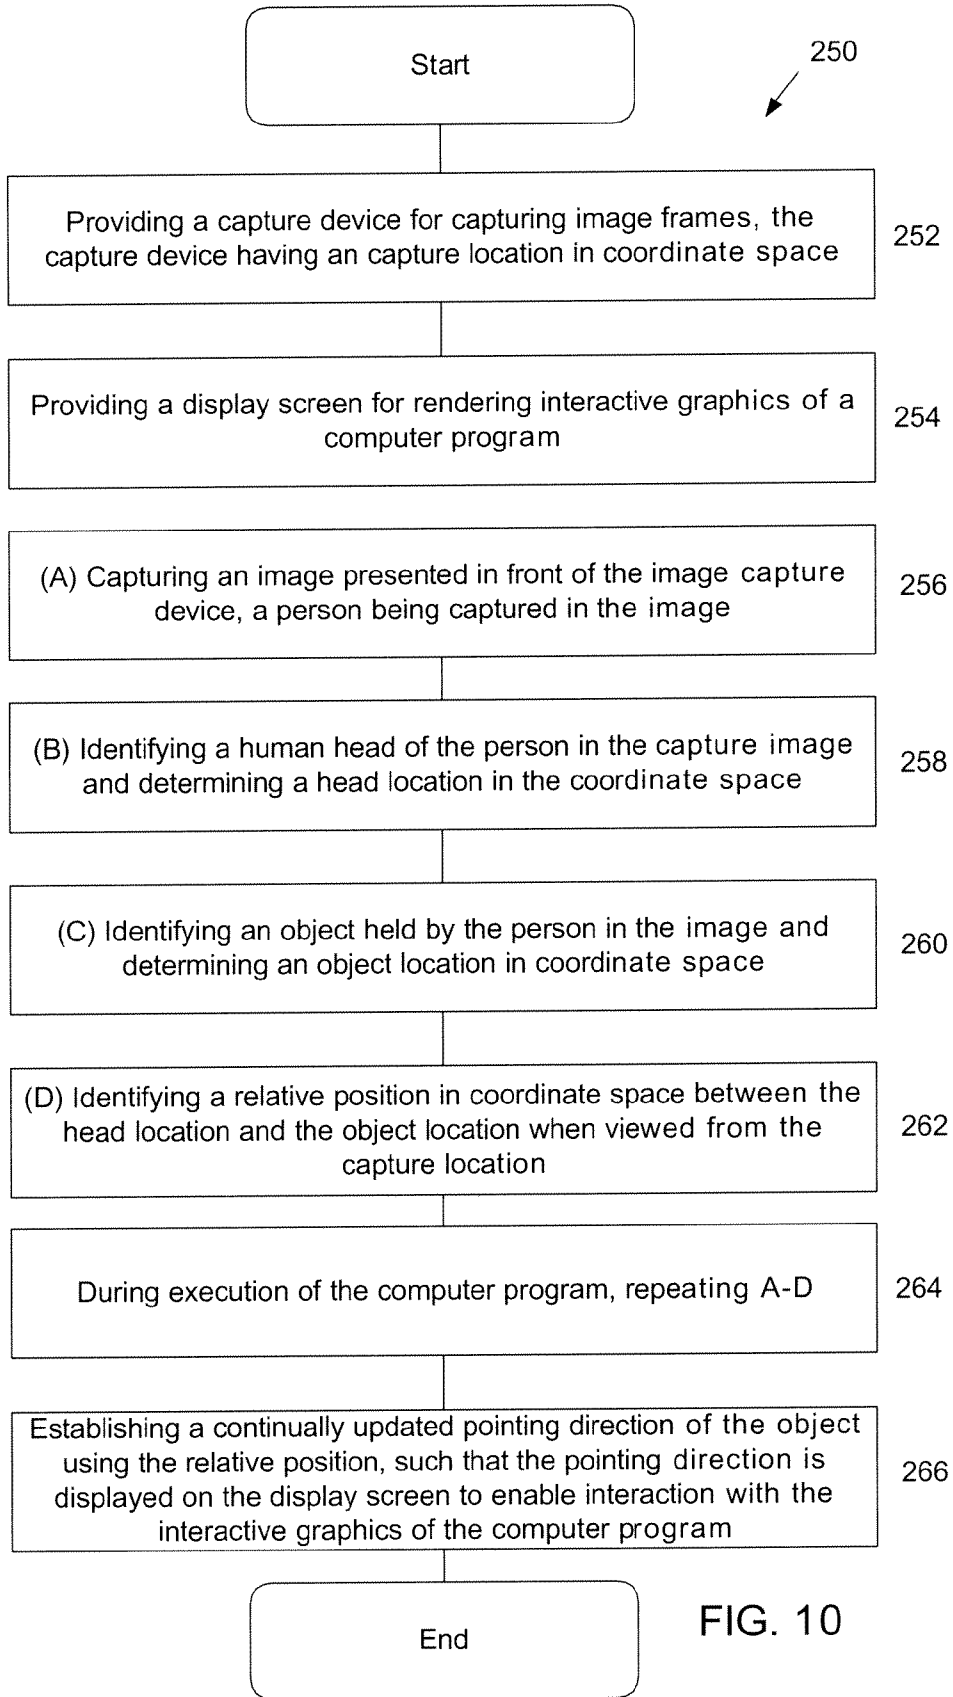 Start
250
Providing a capture device for capturing image frames, the
capture device having an capture location in coordinate space
252
Providing a display screen for rendering interactive graphics of a
computer program
254
(A) Capturing an image presented in front of the image capture
device, a person being captured in the image
256
(B) Identifying a human head of the person in the capture image
and determining a head location in the coordinate space
258
(C) Identifying an object held by the person in the image and
determining an object location in coordinate space
260
(D) Identifying a relative position in coordinate space between the
head location and the object location when viewed from the
capture location
262
During execution of the computer program, repeating A-D
264
Establishing a continually updated pointing direction of the object
using the relative position, such that the pointing direction is
displayed on the display screen to enable interaction with the
interactive graphics of the computer program
266
End
FIG. 10